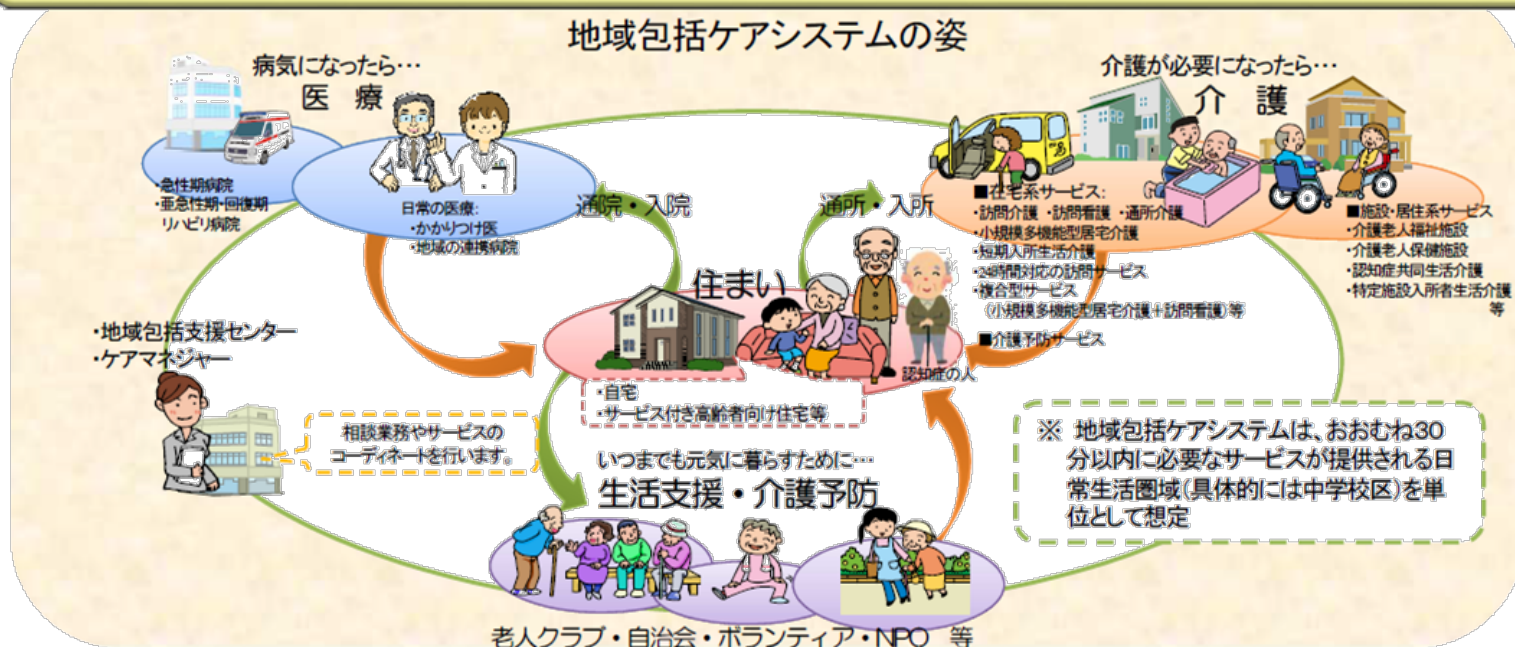 地域包括ケアシステムの姿
病気になったら…
医 療
介護が必要になったら…
介 護
・急性期病院
・亜急性期・回復期
リハビリ病院
日常の医療:
・かかりつけ医
・地域の連携病院
通院・入院
通所・入所
■在宅系サービス:
・訪問介護 ・訪問看護 ・通所介護
・小規模多機能型居宅介護
・短期入所生活介護
・24時間対応の訪問サービス
・複合型サービス
(小規模多機能型居宅介護+訪問看護)等
■介護予防サービス
■施設・居住系サービス
・介護老人福祉施設
・介護老人保健施設
・認知症共同生活介護
・特定施設入所者生活介護
等
住まい
認知症の人
・自宅
・サービス付き高齢者向け住宅等
・地域包括支援センター
・ケアマネジャー
相談業務やサービスの
コーディネートを行います。
いつまでも元気に暮らすために…
生活支援・介護予防
※ 地域包括ケアシステムは、おおむね30
分以内に必要なサービスが提供される日
常生活圏域(具体的には中学校区)を単
位として想定
老人クラブ・自治会・ボランティア・NPO 等